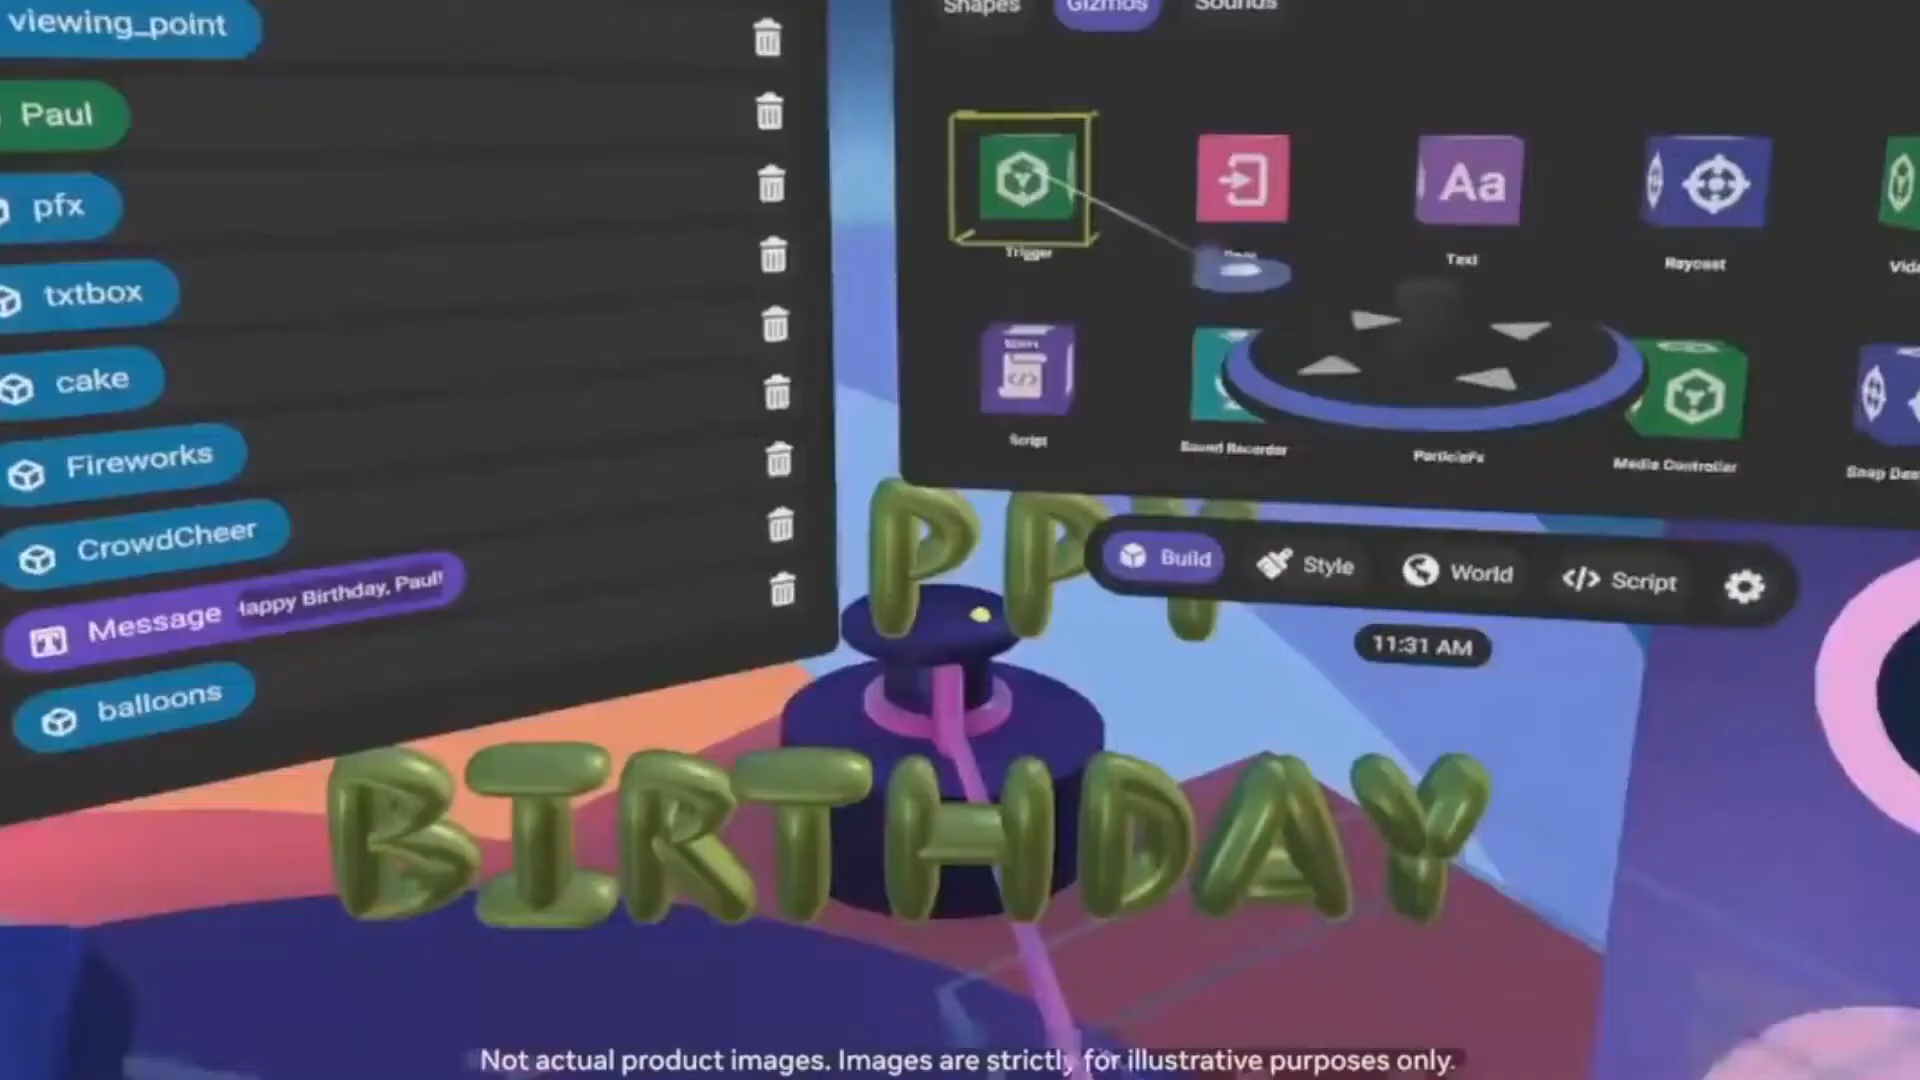 viewing_point
Paul
pfx
txtbox
cake
Fireworks
CrowdCheer
Message
Happy Birthday, Paul!
balloons
Shapes
Gizmos
Sounds
Trigger
Text
Raycast
Script
Sound Recorder
ParticleFx
Media Controller
Snap
Build
Style
World
Script
11:31 AM
PPY
BIRTHDAY
Not actual product images. Images are strictly for illustrative purposes only.